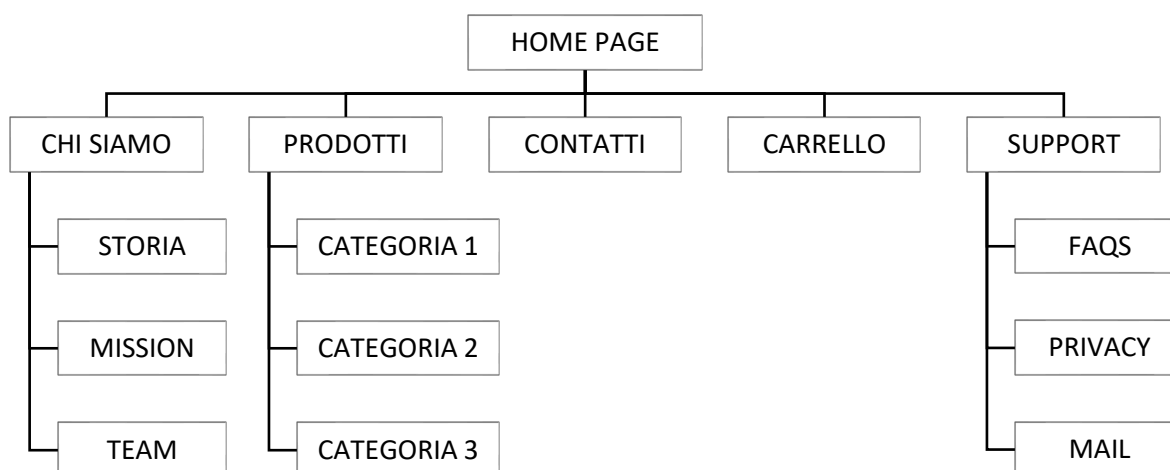 HOME PAGE
CHI SIAMO
PRODOTTI
CONTATTI
CARRELLO
SUPPORT
STORIA
CATEGORIA 1
FAQS
MISSION
CATEGORIA 2
PRIVACY
TEAM
CATEGORIA 3
MAIL